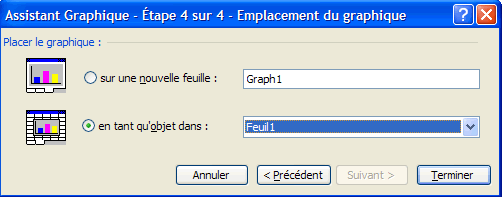 Assistant Graphique - Étape 4 sur 4 - Emplacement du graphique
Placer le graphique :
sur une nouvelle feuille :
Graph1
en tant qu'objet dans :
Feuil1
Annuler
< Précédent
Suivant >
Terminer